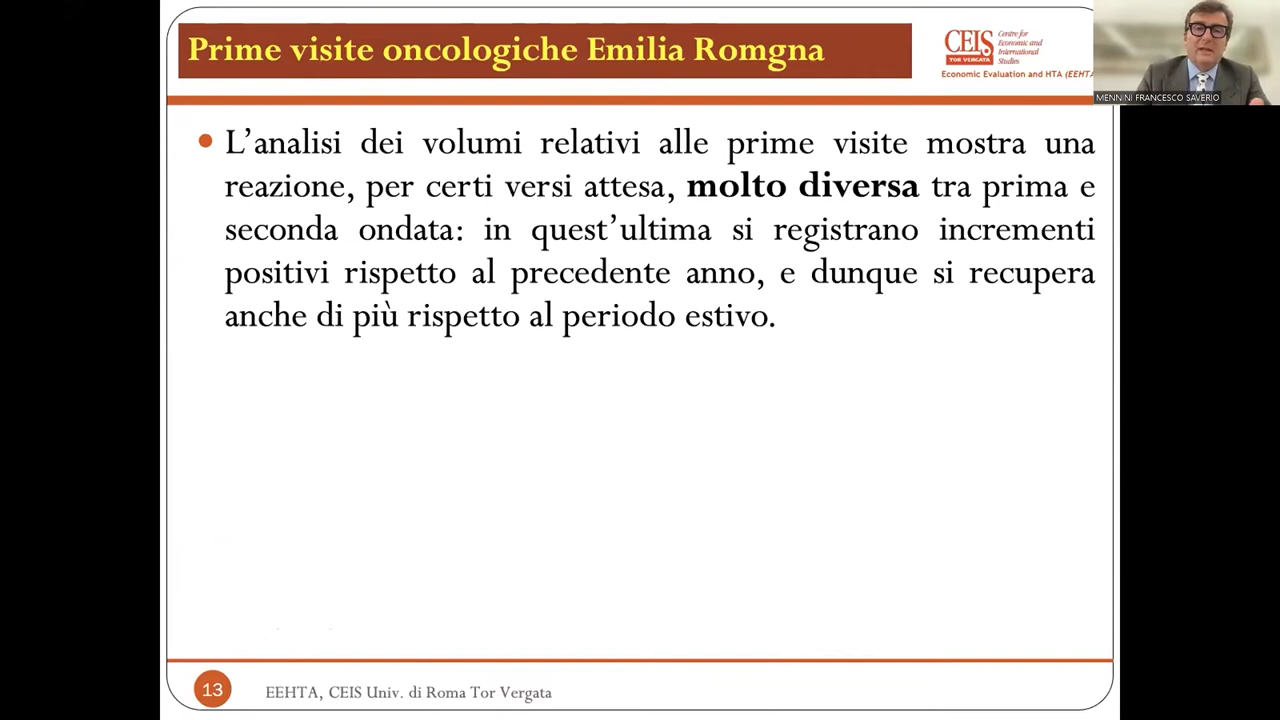 Prime visite oncologiche Emilia Romgna
CEIS
TOR VERGATA
Centre for
Economic and
International
Studies
Economic Evaluation and HTA (EEHTA
MENNINI FRANCESCO SAVERIO
• L’analisi dei volumi relativi alle prime visite mostra una
reazione, per certi versi attesa, molto diversa tra prima e
seconda ondata: in quest’ultima si registrano incrementi
positivi rispetto al precedente anno, e dunque si recupera
anche di più rispetto al periodo estivo.
13
EEHTA, CEIS Univ. di Roma Tor Vergata